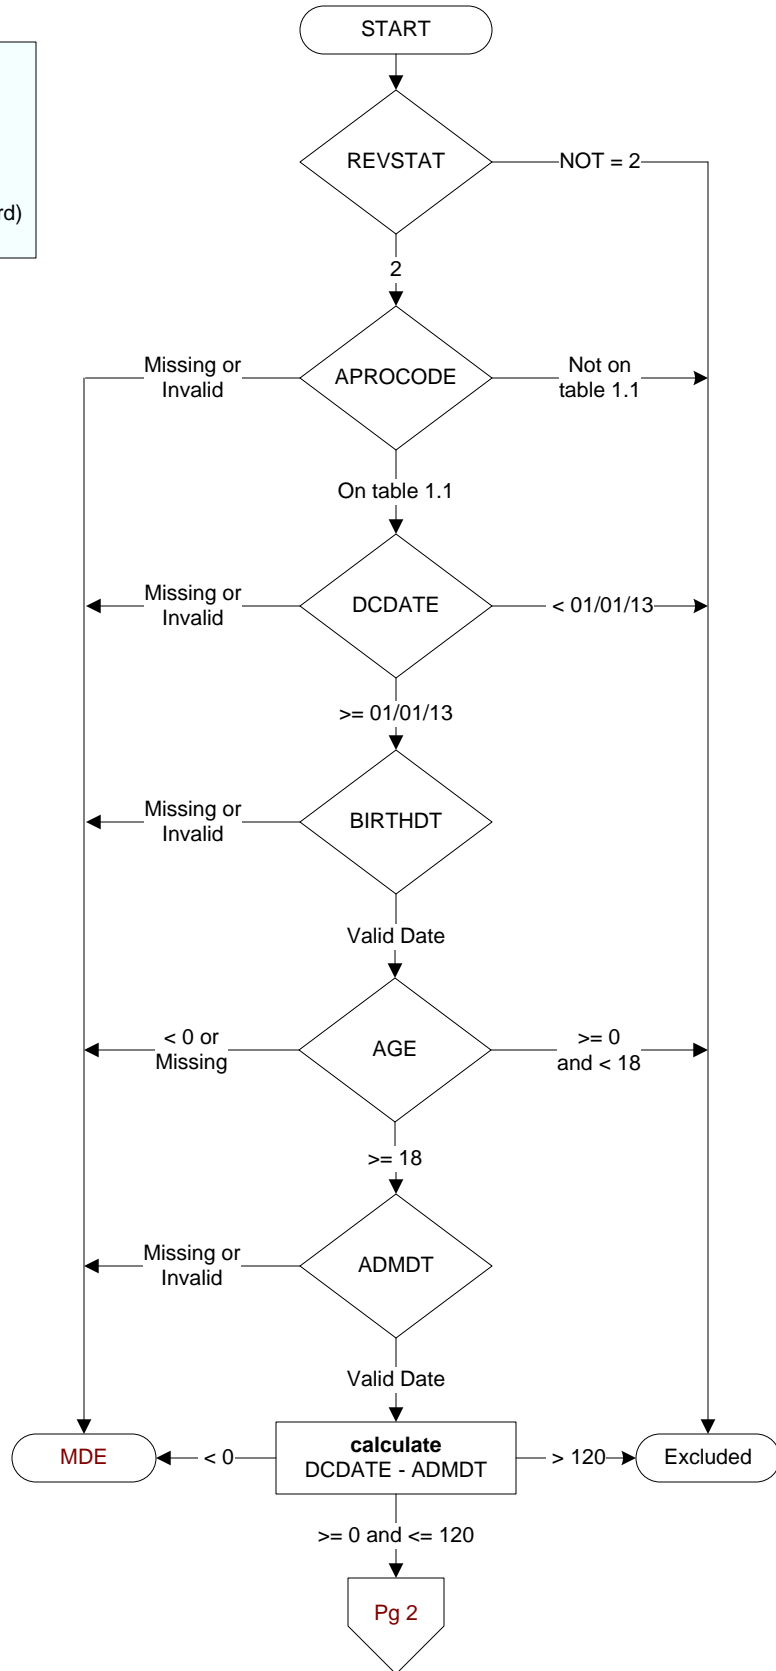 START
rd)
REVSTAT
NOT = 2
2
Missing or
Invalid
APROCODE
Not on
table 1.1
On table 1.1
Missing or
Invalid
DCDATE
< 01/01/13
>= 01/01/13
Missing or
Invalid
BIRTHDT
Valid Date
< 0 or
Missing
AGE
>= 0
and < 18
>= 18
Missing or
Invalid
ADMDT
Valid Date
MDE
< 0
calculate
DCDATE - ADMDT
> 120
Excluded
>= 0 and <= 120
Pg 2